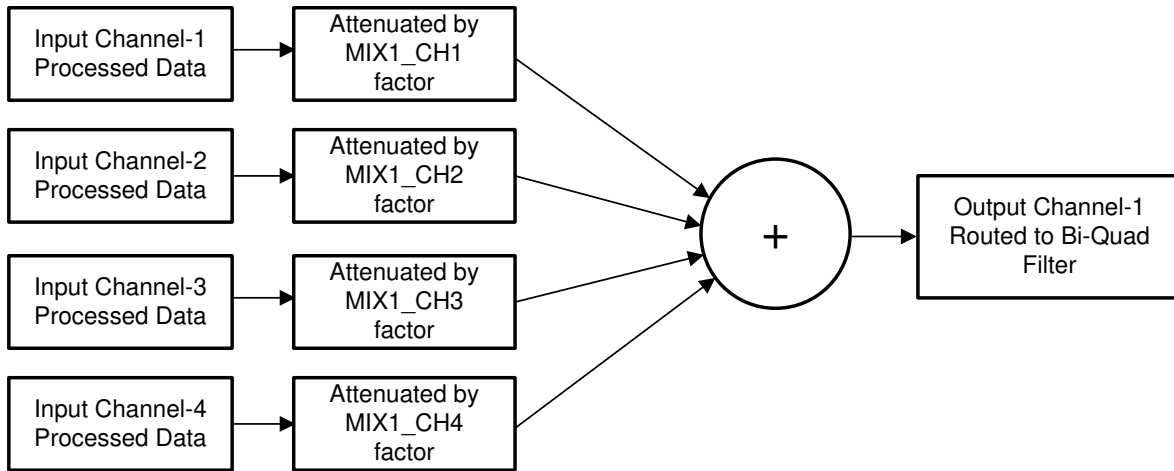 Input Channel-1
Processed Data
Attenuated by
MIX1_CH1
factor
Input Channel-2
Processed Data
Attenuated by
MIX1_CH2
factor
Input Channel-3
Processed Data
Attenuated by
MIX1_CH3
factor
Input Channel-4
Processed Data
Attenuated by
MIX1_CH4
factor
+
Output Channel-1
Routed to Bi-Quad
Filter